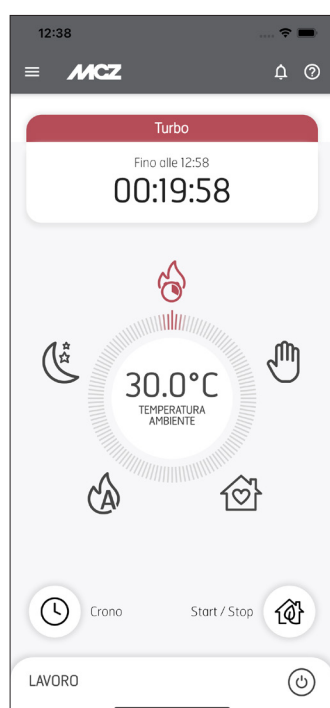 12:38
MCZ
Turbo
Fino alle 12:58
00:19:58
30.0°C
TEMPERATURA
AMBIENTE
A
Crono
Start / Stop
LAVORO